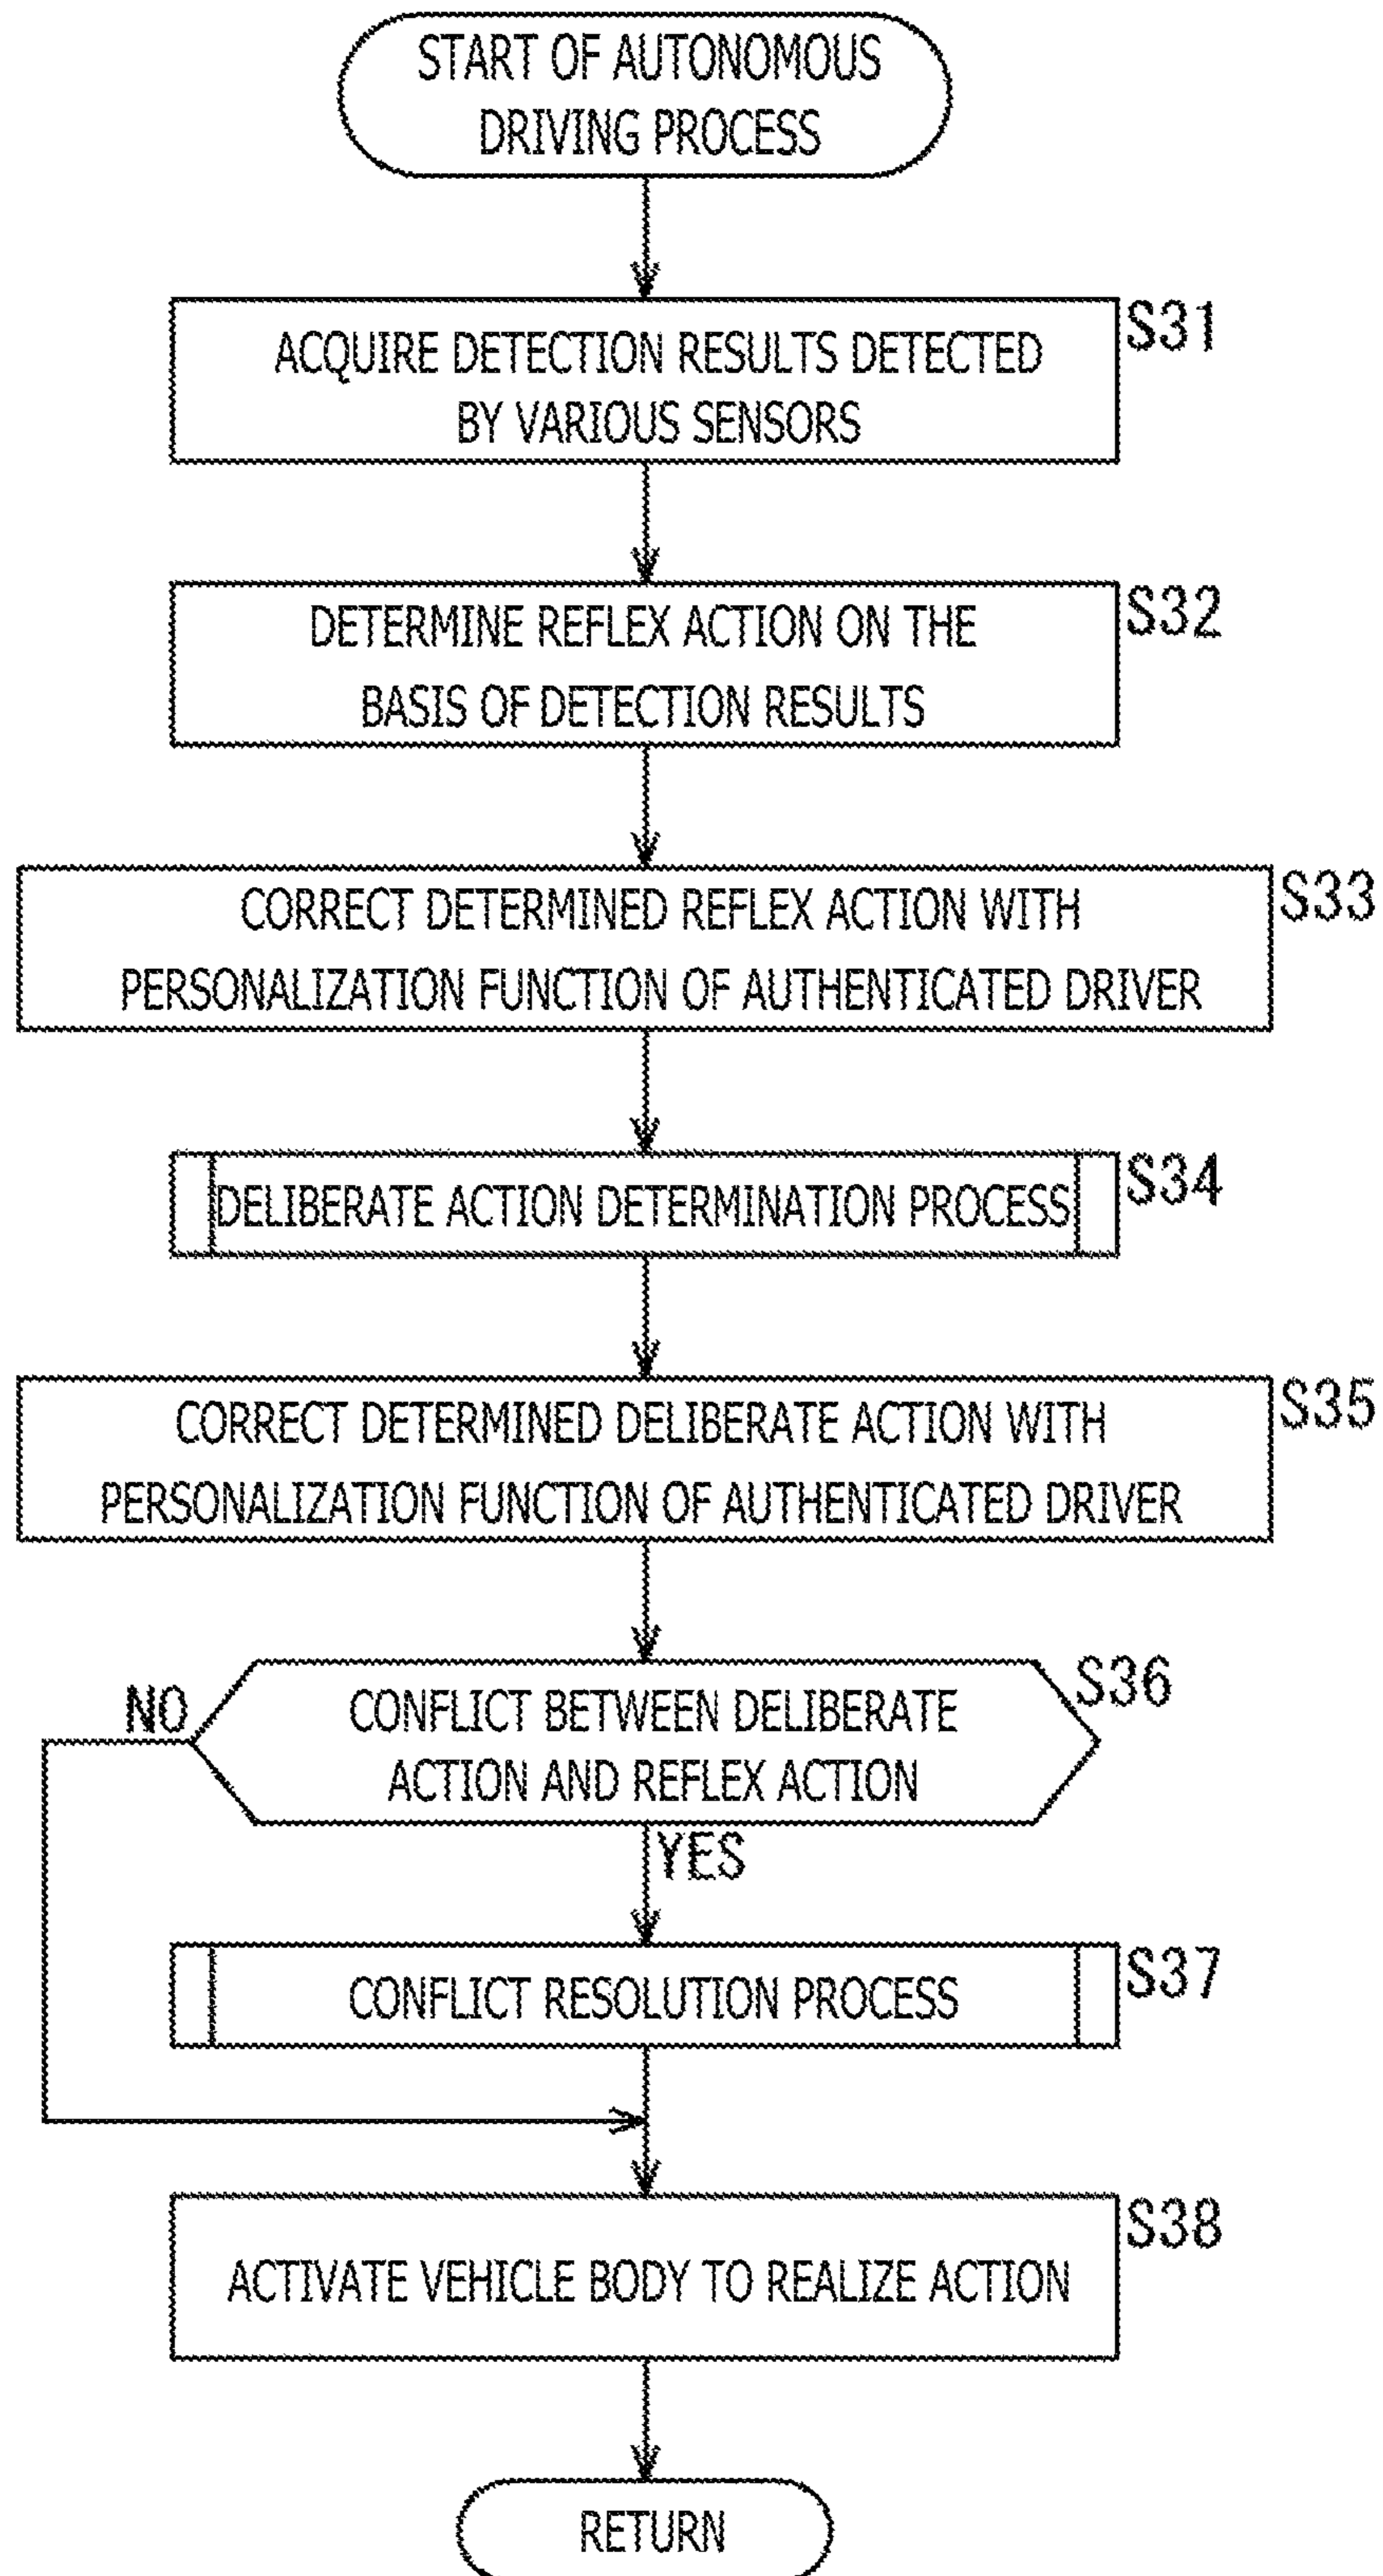 START OF AUTONOMOUS
DRIVING PROCESS
S31
ACQUIRE DETECTION RESULTS DETECTED
BY VARIOUS SENSORS
S32
DETERMINE REFLEX ACTION ON THE
BASIS OF DETECTION RESULTS
S33
CORRECT DETERMINED REFLEX ACTION WITH
PERSONALIZATION FUNCTION OF AUTHENTICATED DRIVER
S34
DELIBERATE ACTION DETERMINATION PROCESS
S35
CORRECT DETERMINED DELIBERATE ACTION WITH
PERSONALIZATION FUNCTION OF AUTHENTICATED DRIVER
S36
NO
CONFLICT BETWEEN DELIBERATE
ACTION AND REFLEX ACTION
YES
S37
CONFLICT RESOLUTION PROCESS
S38
ACTIVATE VEHICLE BODY TO REALIZE ACTION
RETURN